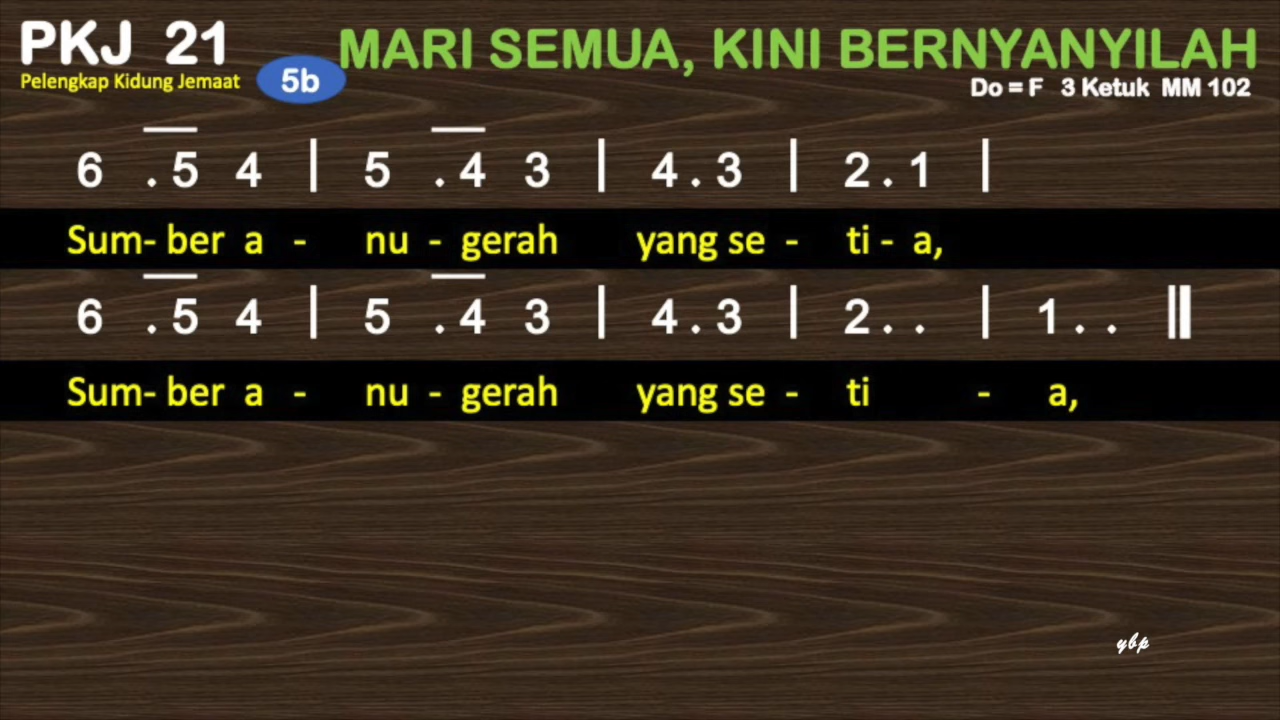 PKJ 21 MARI SEMUA, KINI BERNYANYILAH
Pelengkap Kidung Jemaat 5b Do = F 3 Ketuk MM 102
6 . 5 4 | 5 . 4 3 | 4 . 3 | 2 . 1 |
Sum- ber a - nu - gerah yang se - ti - a,
6 . 5 4 | 5 . 4 3 | 4 . 3 | 2 . . | 1 . . ||
Sum- ber a - nu - gerah yang se - ti - a,
ybp